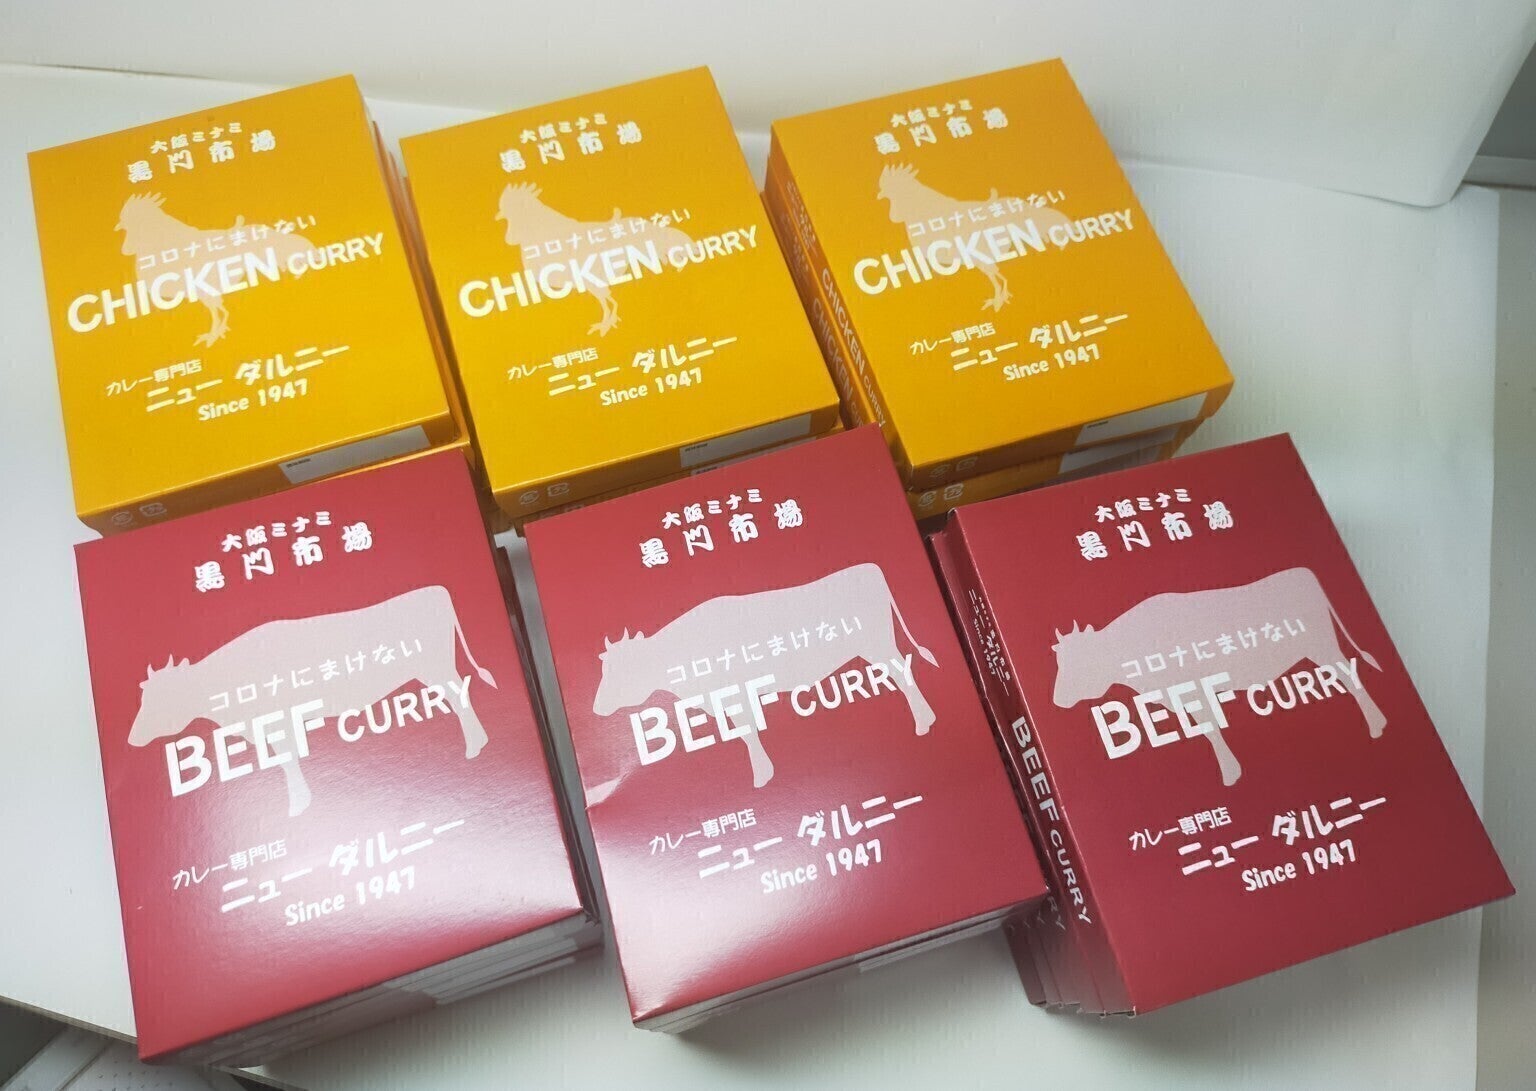 大阪ミナミ
黒門市場
コロナにまけない
CHICKEN CURRY
カレー専門店
ニューダルニー
Since 1947
大阪ミナミ
黒門市場
コロナにまけない
CHICKEN CURRY
カレー専門店
ニューダルニー
Since 1947
大阪ミナミ
黒門市場
コロナにまけない
CHICKEN CURRY
カレー専門店
ニューダルニー
Since 1947
CHICKEN CURRY
CHICKEN
大阪ミナミ
黒門市場
コロナにまけない
BEEF CURRY
カレー専門店
ニューダルニー
Since 1947
大阪ミナミ
黒門市場
コロナにまけない
BEEF CURRY
カレー専門店
ニューダルニー
Since 1947
大阪ミナミ
黒門市場
コロナにまけない
BEEF CURRY
カレー専門店
ニューダルニー
Since 1947
BEEF CURRY